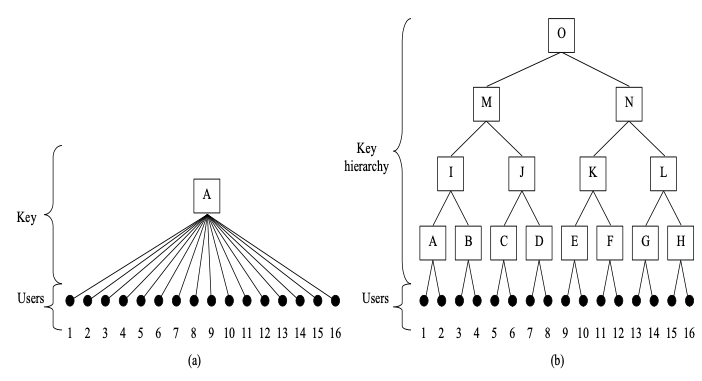 O
M
N
Key
hierarchy
I
J
K
L
A
Key
A
B
C
D
E
F
G
H
Users
Users
1 2 3 4 5 6 7 8 9 10 11 12 13 14 15 16
1 2 3 4 5 6 7 8 9 10 11 12 13 14 15 16
(a)
(b)